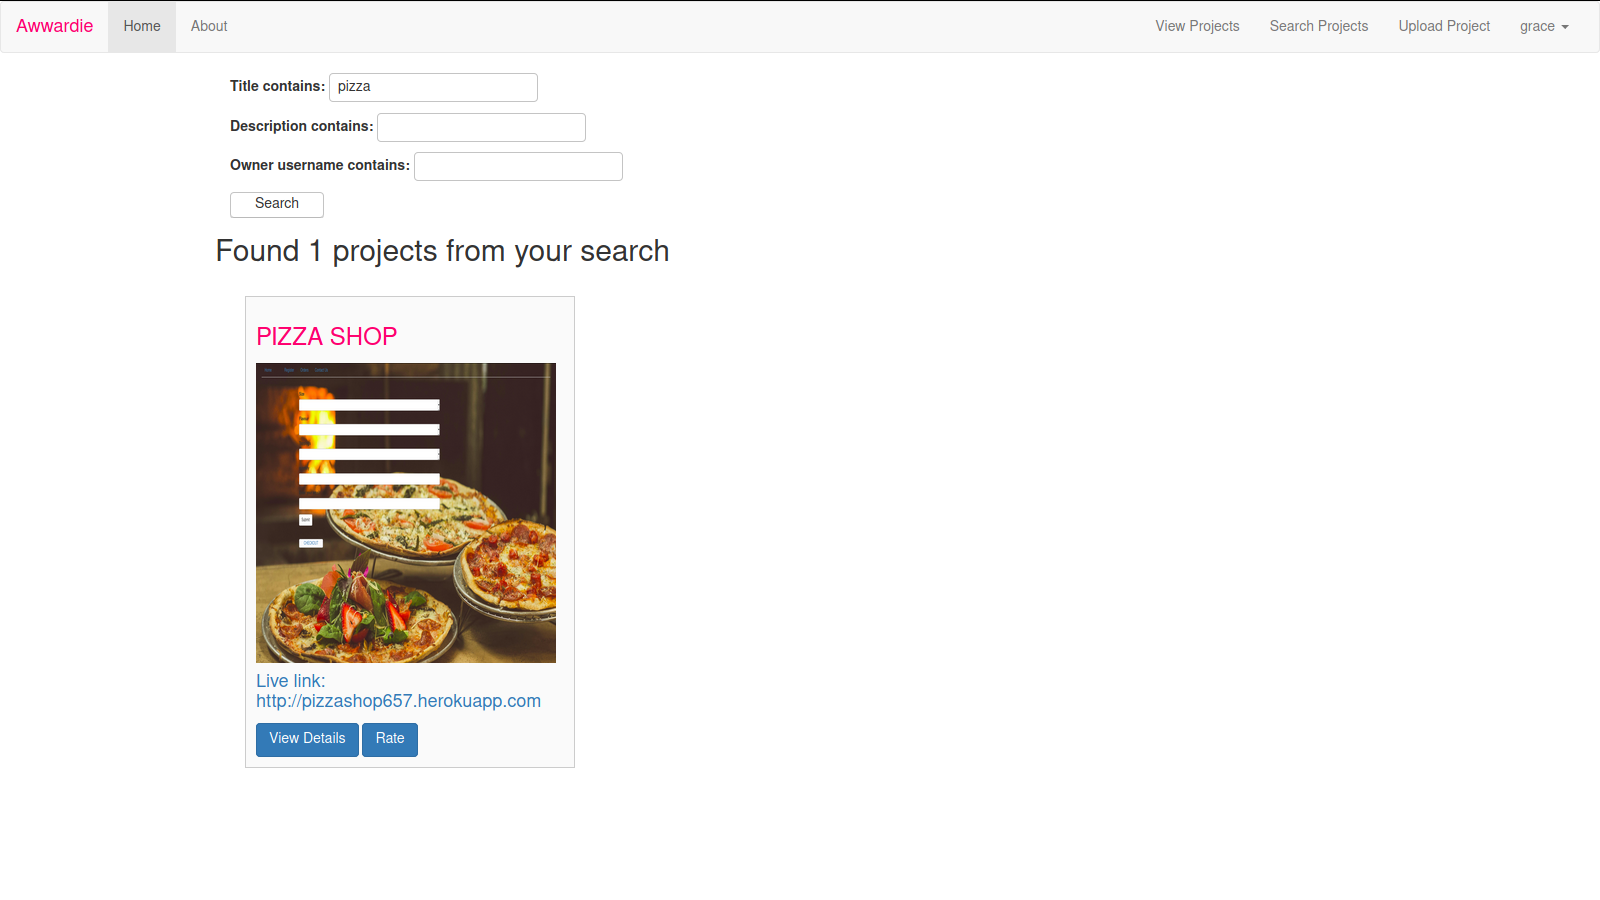 Awwardie Home About View Projects Search Projects Upload Project grace
Title contains: pizza
Description contains:
Owner username contains:
Search
Found 1 projects from your search
PIZZA SHOP
Live link:
http://pizzashop657.herokuapp.com
View Details Rate